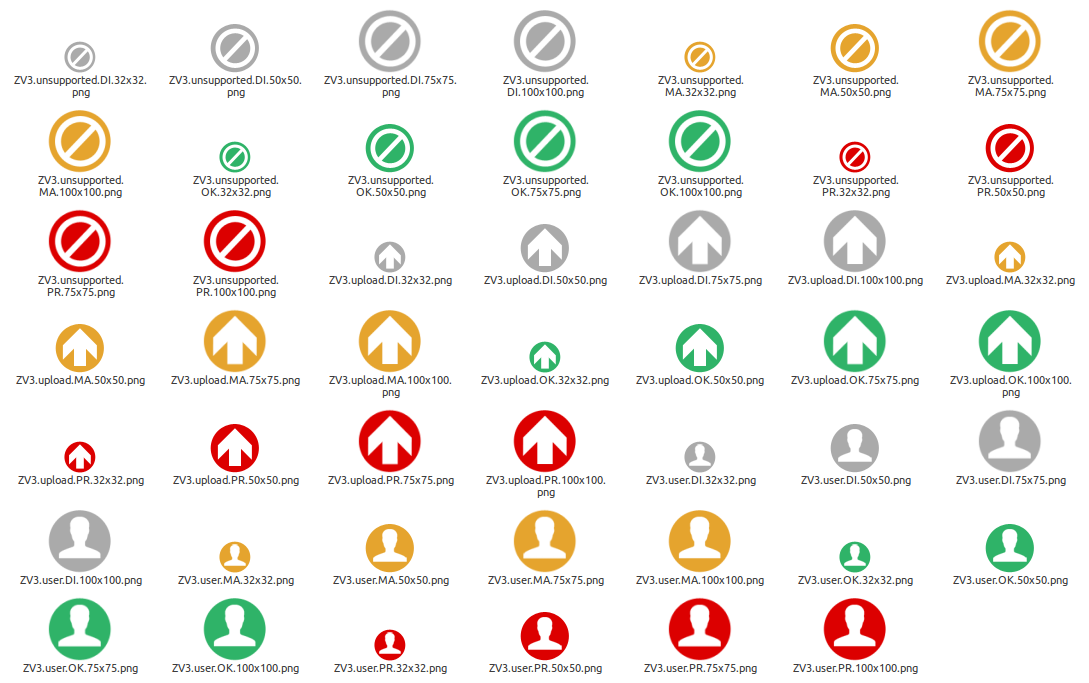 ZV3.unsupported.DI.32x32.
png
ZV3.unsupported.DI.50x50.
png
ZV3.unsupported.DI.75x75.
png
ZV3.unsupported.
DI.100x100.png
ZV3.unsupported.
MA.32x32.png
ZV3.unsupported.
MA.50x50.png
ZV3.unsupported.
MA.75x75.png
ZV3.unsupported.
MA.100x100.png
ZV3.unsupported.
OK.32x32.png
ZV3.unsupported.
OK.50x50.png
ZV3.unsupported.
OK.75x75.png
ZV3.unsupported.
OK.100x100.png
ZV3.unsupported.
PR.32x32.png
ZV3.unsupported.
PR.50x50.png
ZV3.unsupported.
PR.75x75.png
ZV3.unsupported.
PR.100x100.png
ZV3.upload.DI.32x32.png
ZV3.upload.DI.50x50.png
ZV3.upload.DI.75x75.png
ZV3.upload.DI.100x100.png
ZV3.upload.MA.32x32.png
ZV3.upload.MA.50x50.png
ZV3.upload.MA.75x75.png
ZV3.upload.MA.100x100.
png
ZV3.upload.OK.32x32.png
ZV3.upload.OK.50x50.png
ZV3.upload.OK.75x75.png
ZV3.upload.OK.100x100.
png
ZV3.upload.PR.32x32.png
ZV3.upload.PR.50x50.png
ZV3.upload.PR.75x75.png
ZV3.upload.PR.100x100.
png
ZV3.user.DI.32x32.png
ZV3.user.DI.50x50.png
ZV3.user.DI.75x75.png
ZV3.user.DI.100x100.png
ZV3.user.MA.32x32.png
ZV3.user.MA.50x50.png
ZV3.user.MA.75x75.png
ZV3.user.MA.100x100.png
ZV3.user.OK.32x32.png
ZV3.user.OK.50x50.png
ZV3.user.OK.75x75.png
ZV3.user.OK.100x100.png
ZV3.user.PR.32x32.png
ZV3.user.PR.50x50.png
ZV3.user.PR.75x75.png
ZV3.user.PR.100x100.png